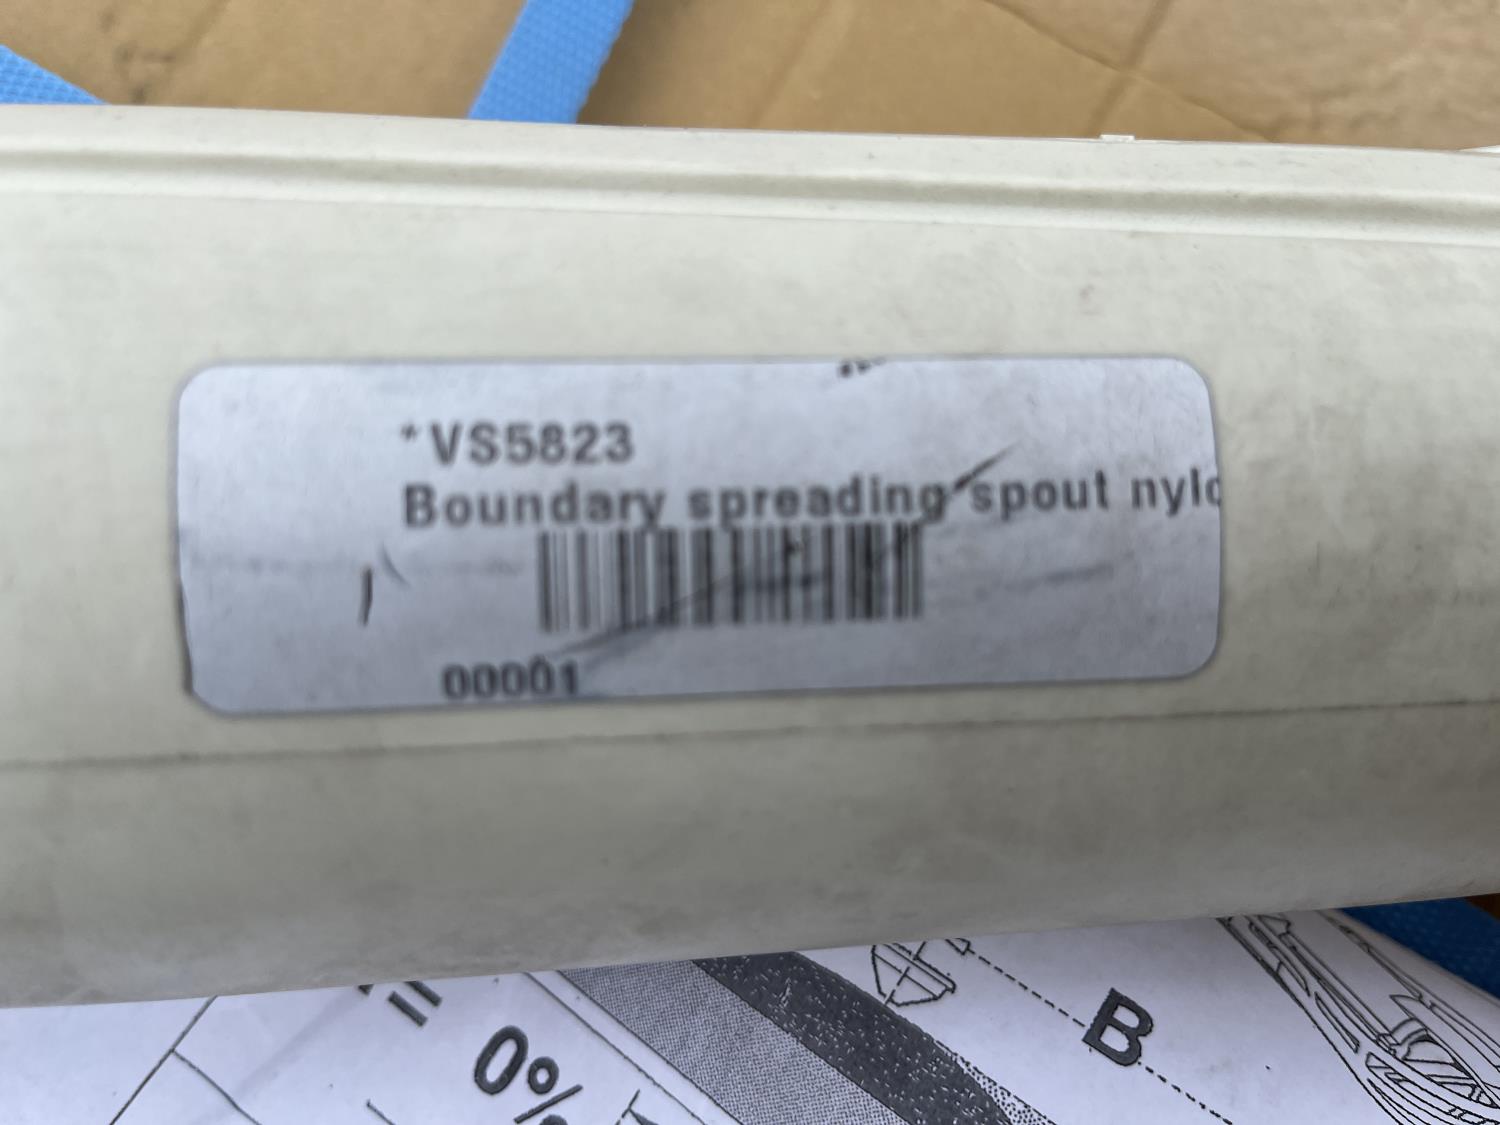 *VS5823
Boundary spreading spout nylo
00001
0%
B